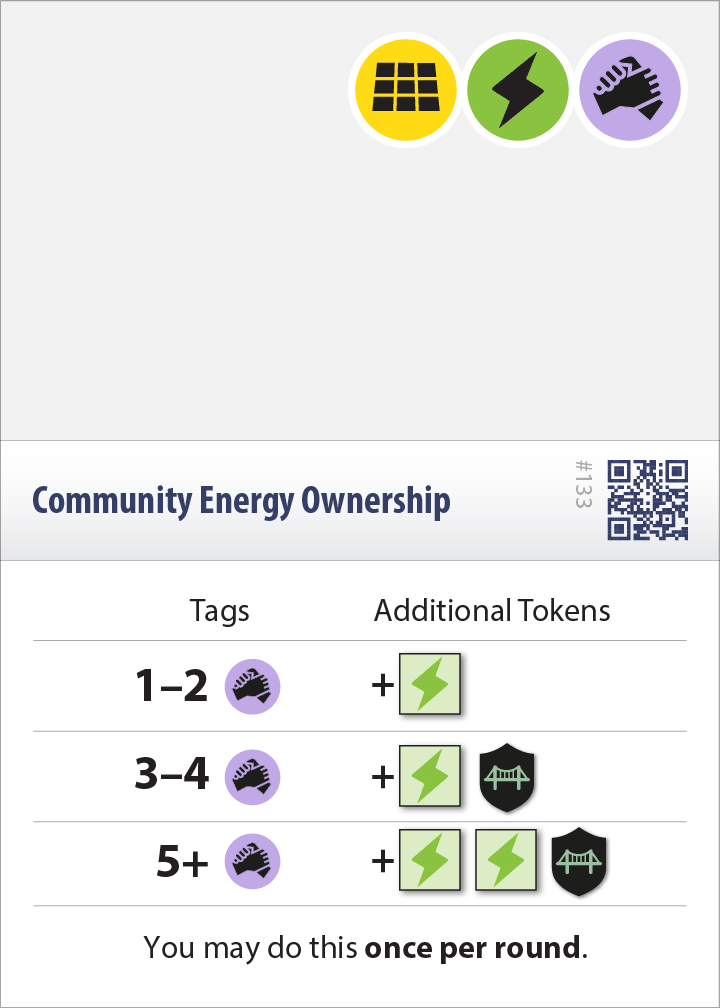 Community Energy Ownership
#133
Tags Additional Tokens
1–2 +
3–4 +
5+ +
You may do this once per round.